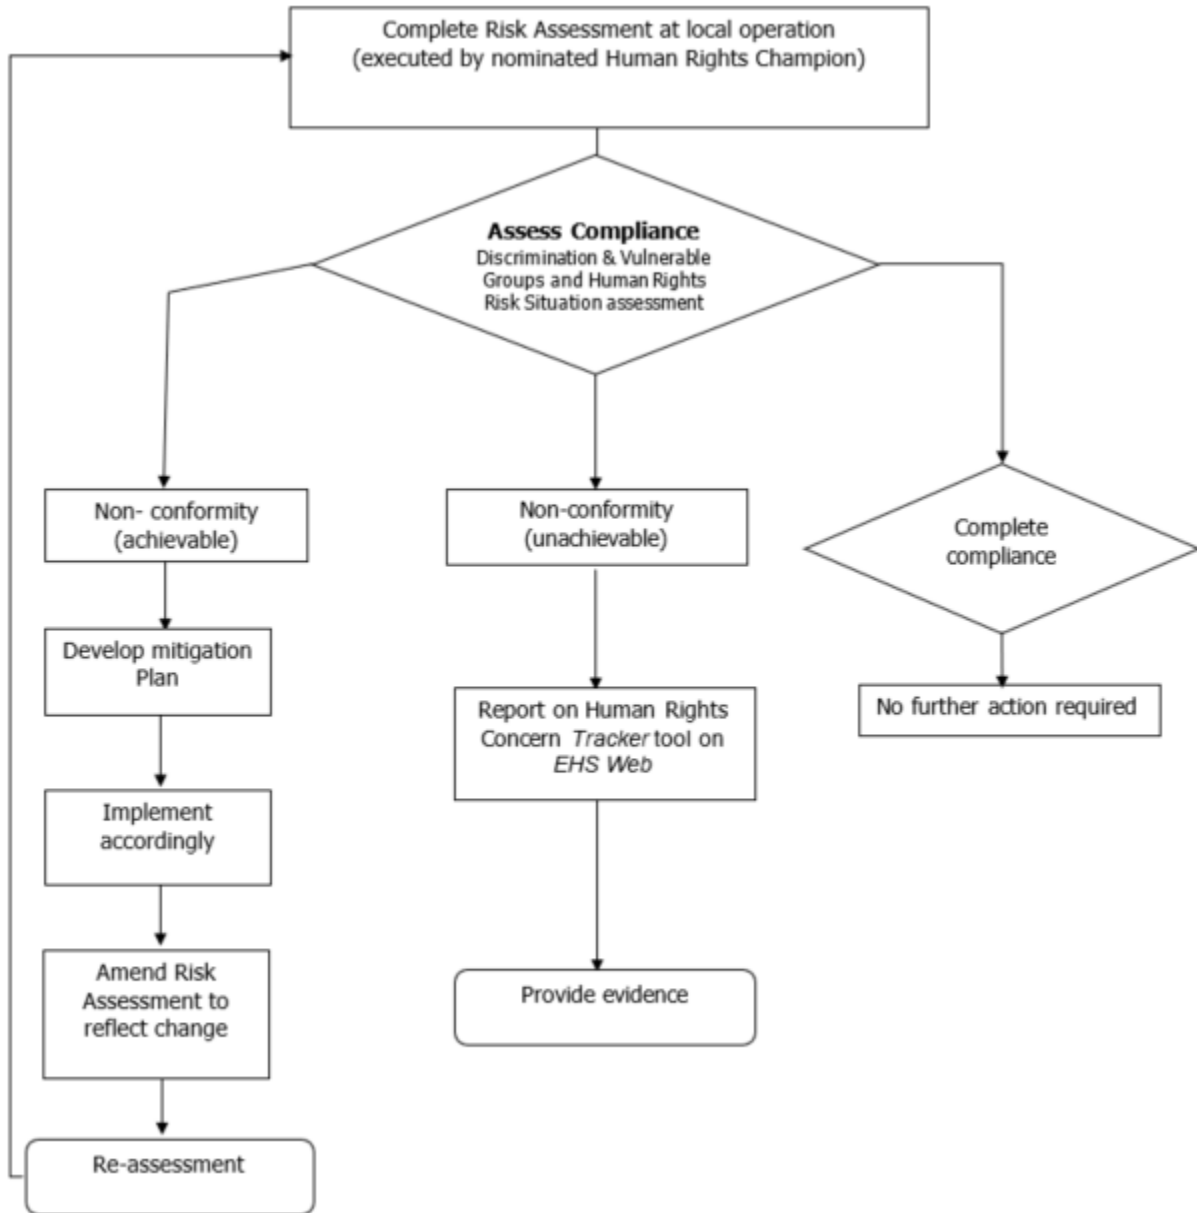 Complete Risk Assessment at local operation
(executed by nominated Human Rights Champion)
Assess Compliance
Discrimination & Vulnerable
Groups and Human Rights
Risk Situation assessment
Non- conformity
(achievable)
Non-conformity
(unachievable)
Complete
compliance
Develop mitigation
Plan
Report on Human Rights
Concern Tracker tool on
EHS Web
No further action required
Implement
accordingly
Amend Risk
Assessment to
reflect change
Provide evidence
Re-assessment